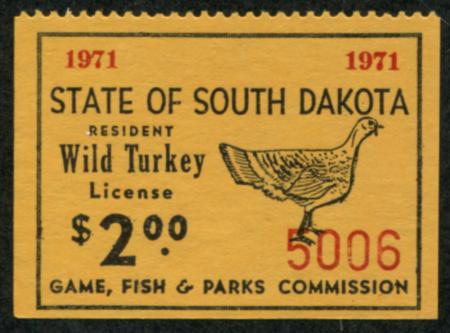 1971 1971
STATE OF SOUTH DAKOTA
RESIDENT
Wild Turkey
License
$2.00
5006
GAME, FISH & PARKS COMMISSION